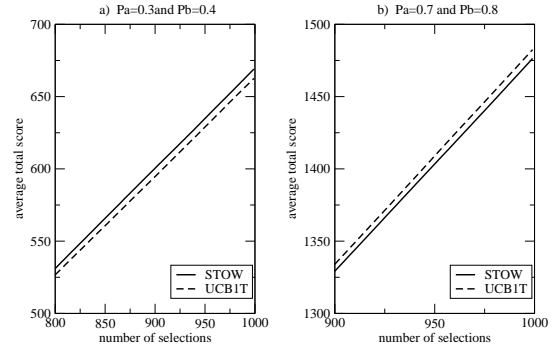 a)  Pa=0.3and Pb=0.4
700
650
600
550
500
800
850
900
950
1000
average total score
number of selections
STOW
UCB1T
b)  Pa=0.7 and Pb=0.8
1500
1450
1400
1350
1300
900
950
1000
average total score
number of selections
STOW
UCB1T